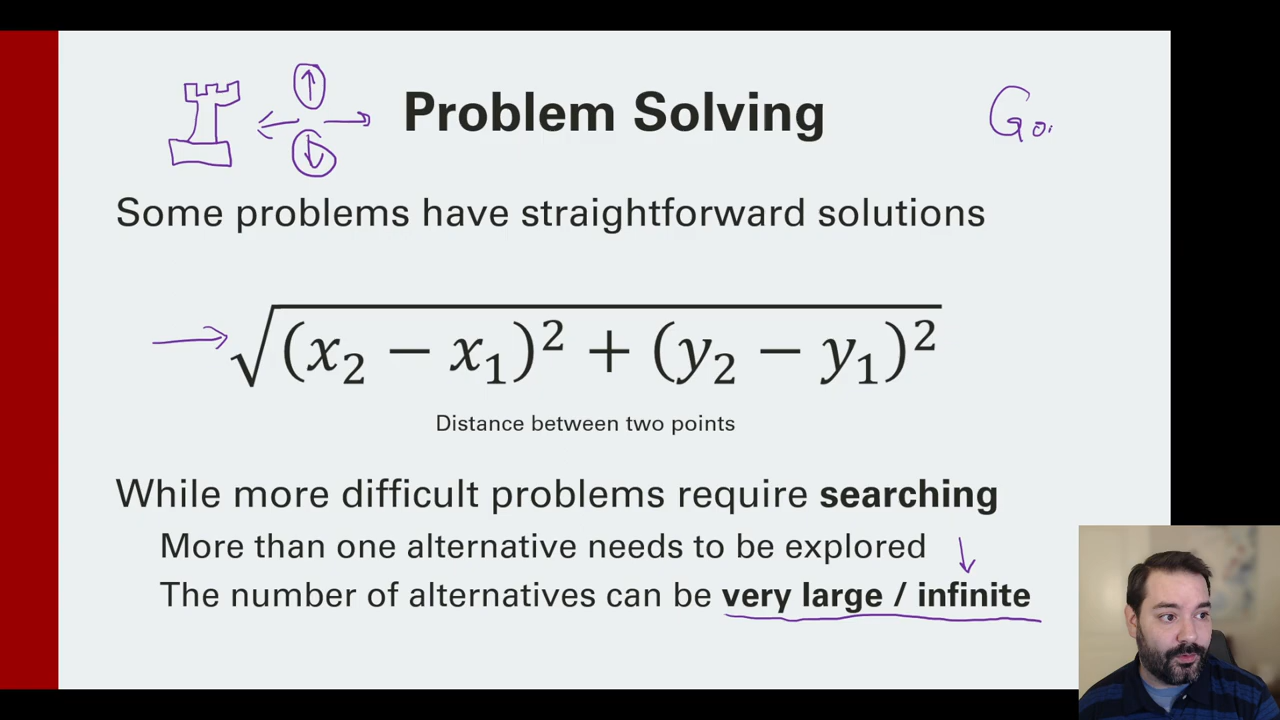 Problem Solving
Go
Some problems have straightforward solutions
√(x₂ − x₁)² + (y₂ − y₁)²
Distance between two points
While more difficult problems require searching
More than one alternative needs to be explored
The number of alternatives can be very large / infinite